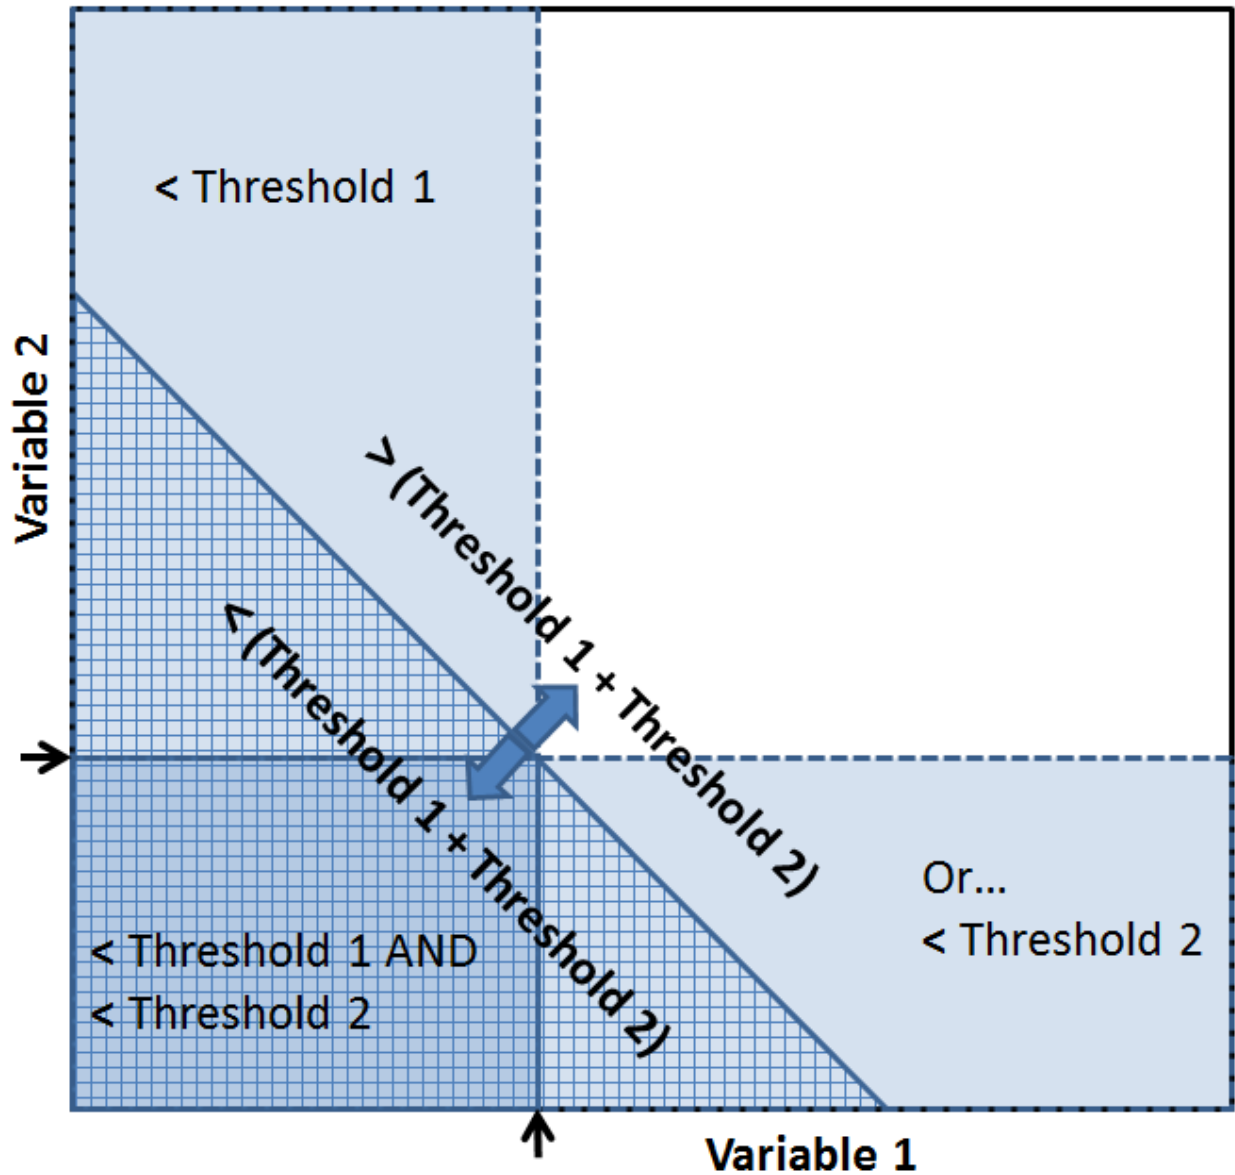 < Threshold 1
Variable 2
> (Threshold 1 + Threshold 2)
< (Threshold 1 + Threshold 2)
Or...
< Threshold 2
< Threshold 1 AND
< Threshold 2
Variable 1